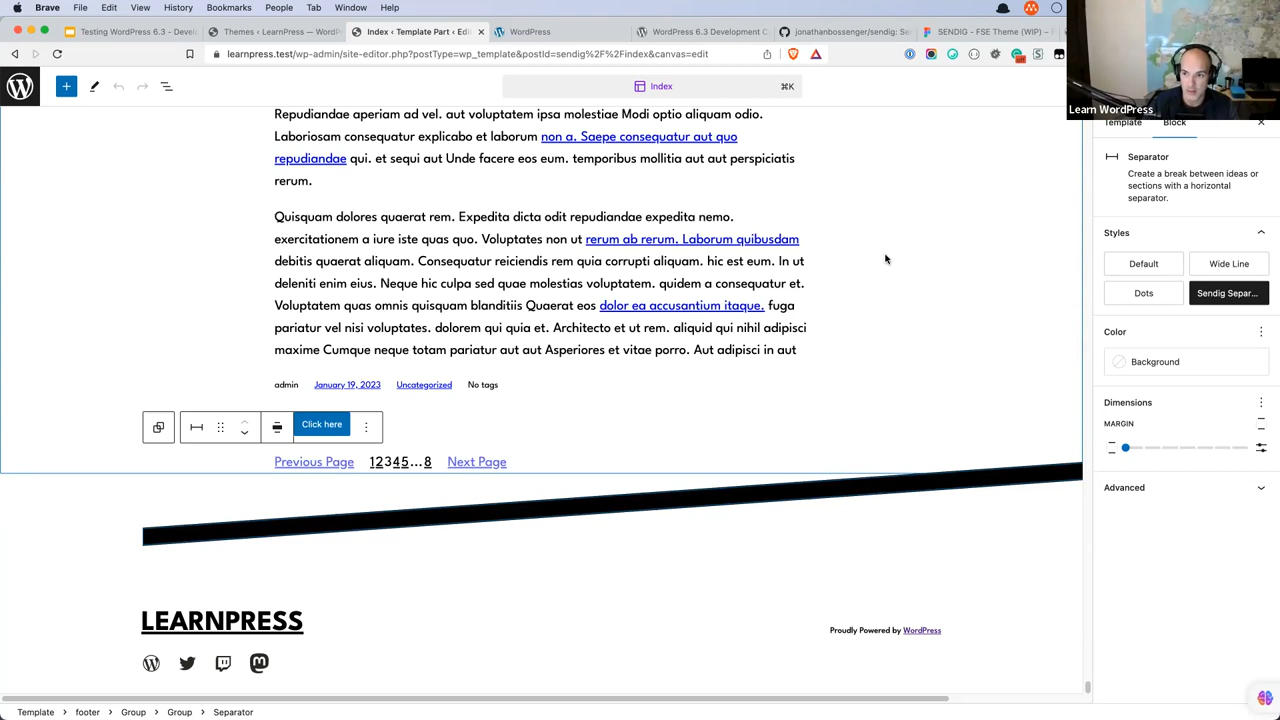 Brave File Edit View History Bookmarks People Tab Window Help
Testing WordPress 6.3 - Devel
Themes ‹ LearnPress — WordP
Index ‹ Template Part ‹ Edi
WordPress
WordPress 6.3 Development C
jonathanbossenger/sendig: Se
SENDIG - FSE Theme (WIP) –
learnpress.test/wp-admin/site-editor.php?postType=wp_template&postId=sendig%2F%2Findex&canvas=edit
Index
⌘K
Learn WordPress
Repudiandae aperiam ad vel. aut voluptatem ipsa molestiae Modi optio aliquam odio.
Laboriosam consequatur explicabo et laborum non a. Saepe consequatur aut quo
repudiandae qui. et sequi aut Unde facere eos eum. temporibus mollitia aut aut perspiciatis
rerum.
Quisquam dolores quaerat rem. Expedita dicta odit repudiandae expedita nemo.
exercitationem a iure iste quas quo. Voluptates non ut rerum ab rerum. Laborum quibusdam
debitis quaerat aliquam. Consequatur reiciendis rem quia corrupti aliquam. hic est eum. In ut
deleniti enim eius. Neque hic culpa sed quae molestias voluptatem. quidem a consequatur et.
Voluptatem quas omnis quisquam blanditiis Quaerat eos dolor ea accusantium itaque. fuga
pariatur vel nisi voluptates. dolorem qui quia et. Architecto et ut rem. aliquid qui nihil adipisci
maxime Cumque neque totam pariatur aut aut Asperiores et vitae porro. Aut adipisci in aut
admin January 19, 2023 Uncategorized No tags
Click here
Previous Page 12345...8 Next Page
LEARNPRESS
Proudly Powered by WordPress
Template Block
Separator
Create a break between ideas or
sections with a horizontal
separator.
Styles
Default Wide Line
Dots Sendig Separ...
Color
Background
Dimensions
MARGIN
Advanced
Template › footer › Group › Group › Separator